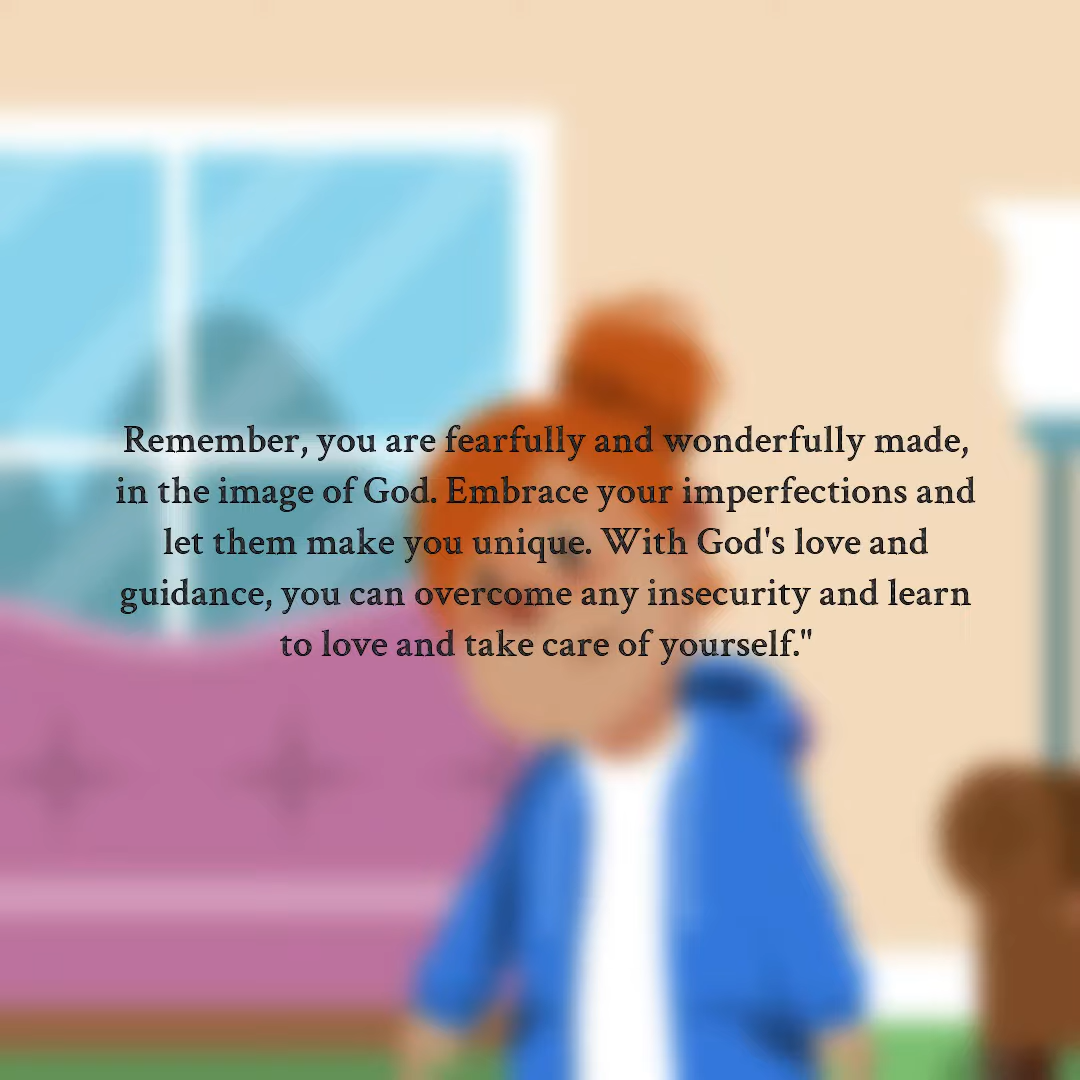 Remember, you are fearfully and wonderfully made,
in the image of God. Embrace your imperfections and
let them make you unique. With God's love and
guidance, you can overcome any insecurity and learn
to love and take care of yourself."